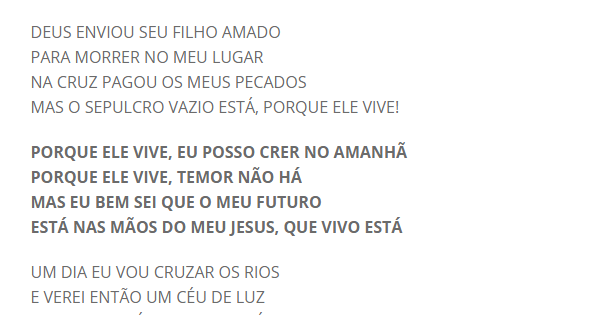 DEUS ENVIOU SEU FILHO AMADO
PARA MORRER NO MEU LUGAR
NA CRUZ PAGOU OS MEUS PECADOS
MAS O SEPULCRO VAZIO ESTÁ, PORQUE ELE VIVE!
PORQUE ELE VIVE, EU POSSO CRER NO AMANHÃ
PORQUE ELE VIVE, TEMOR NÃO HÁ
MAS EU BEM SEI QUE O MEU FUTURO
ESTÁ NAS MÃOS DO MEU JESUS, QUE VIVO ESTÁ
UM DIA EU VOU CRUZAR OS RIOS
E VEREI ENTÃO UM CÉU DE LUZ